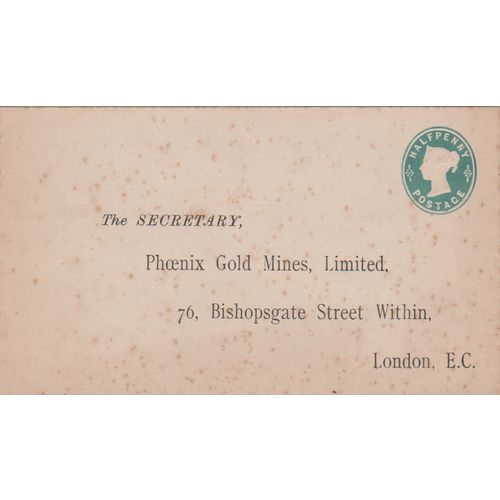 HALFPENNY
POSTAGE
The SECRETARY,
Phœnix Gold Mines, Limited,
76, Bishopsgate Street Within,
London, E.C.